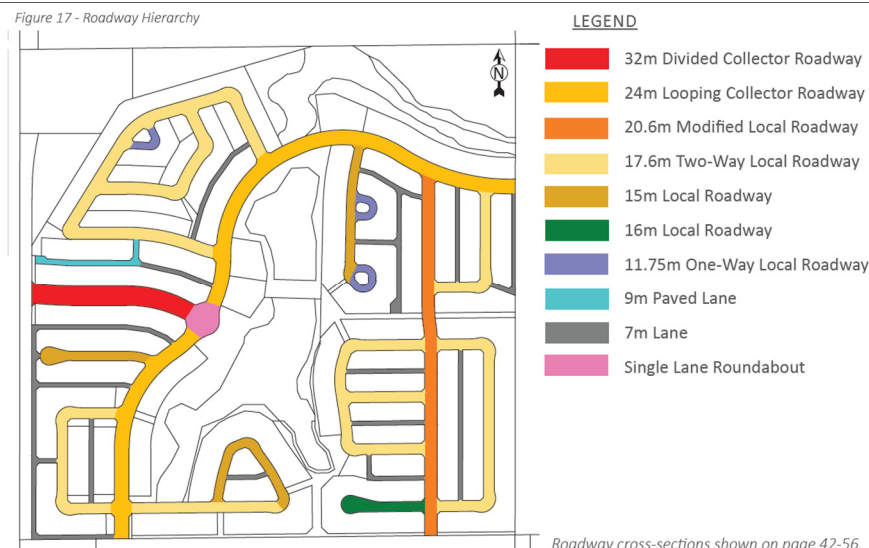 Figure 17 - Roadway Hierarchy
LEGEND
N
32m Divided Collector Roadway
24m Looping Collector Roadway
20.6m Modified Local Roadway
17.6m Two-Way Local Roadway
15m Local Roadway
16m Local Roadway
11.75m One-Way Local Roadway
9m Paved Lane
7m Lane
Single Lane Roundabout
Roadway cross-sections shown on page 42-56.